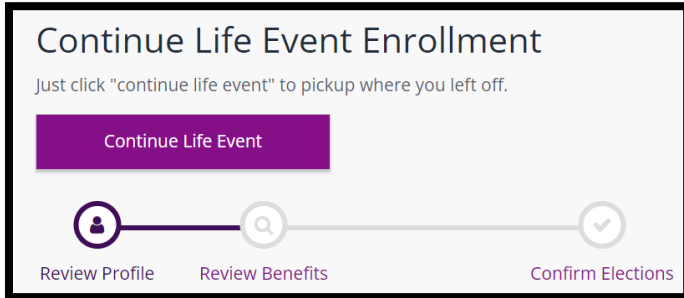 Continue Life Event Enrollment
Just click "continue life event" to pickup where you left off.
Continue Life Event
Review Profile Review Benefits Confirm Elections